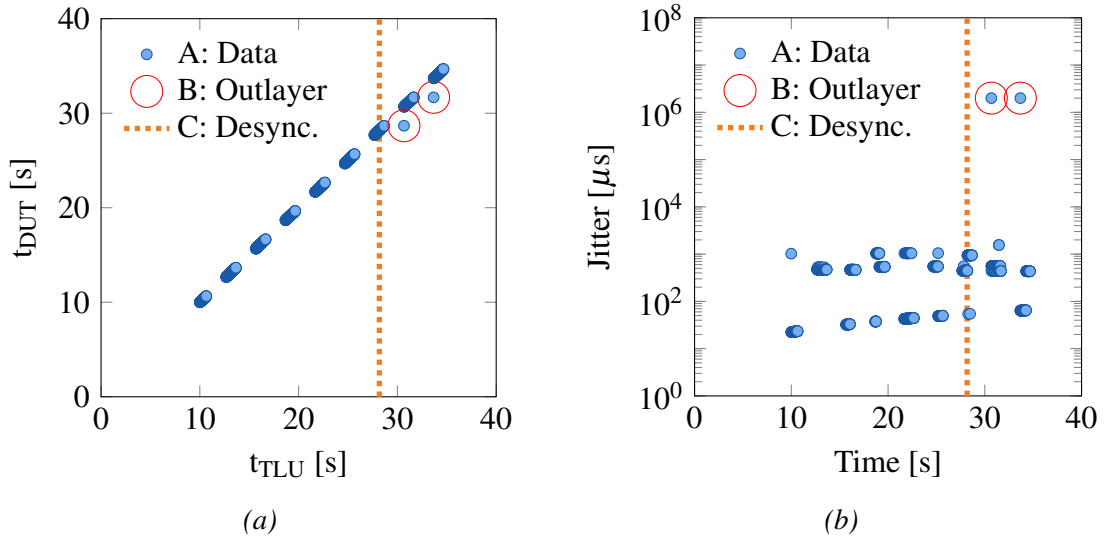 40
30
20
10
0
0 10 20 30 40
t_TLU [s]
t_DUT [s]
A: Data
B: Outlayer
C: Desync.
(a)
10^8
10^6
10^4
10^2
10^0
0 10 20 30 40
Time [s]
Jitter [μs]
A: Data
B: Outlayer
C: Desync.
(b)